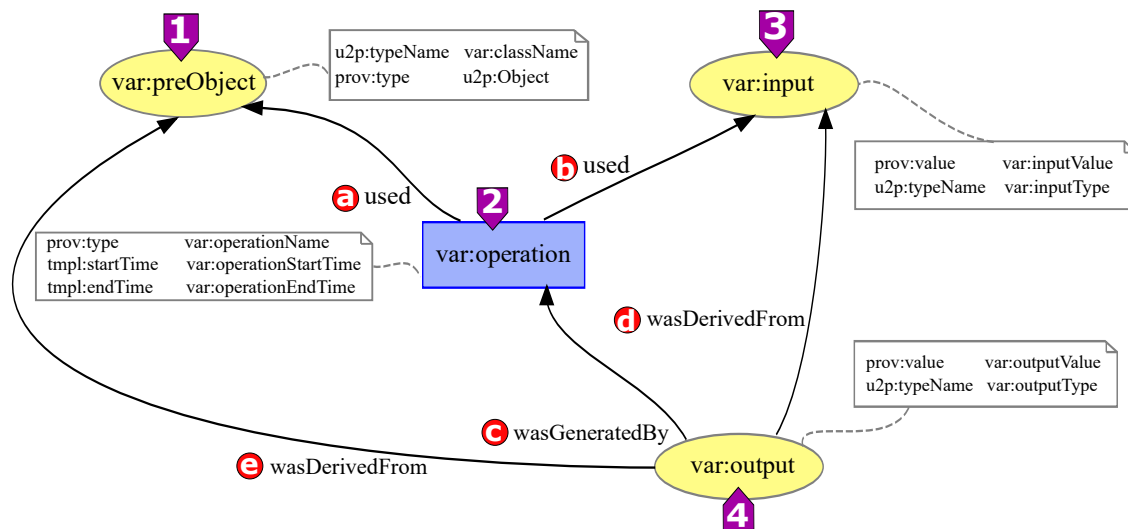 1
3
u2p:typeName var:className
prov:type u2p:Object
var:preObject
var:input
prov:value var:inputValue
u2p:typeName var:inputType
b used
a used
2
prov:type var:operationName
tmpl:startTime var:operationStartTime
tmpl:endTime var:operationEndTime
var:operation
d wasDerivedFrom
prov:value var:outputValue
u2p:typeName var:outputType
c wasGeneratedBy
e wasDerivedFrom
var:output
4